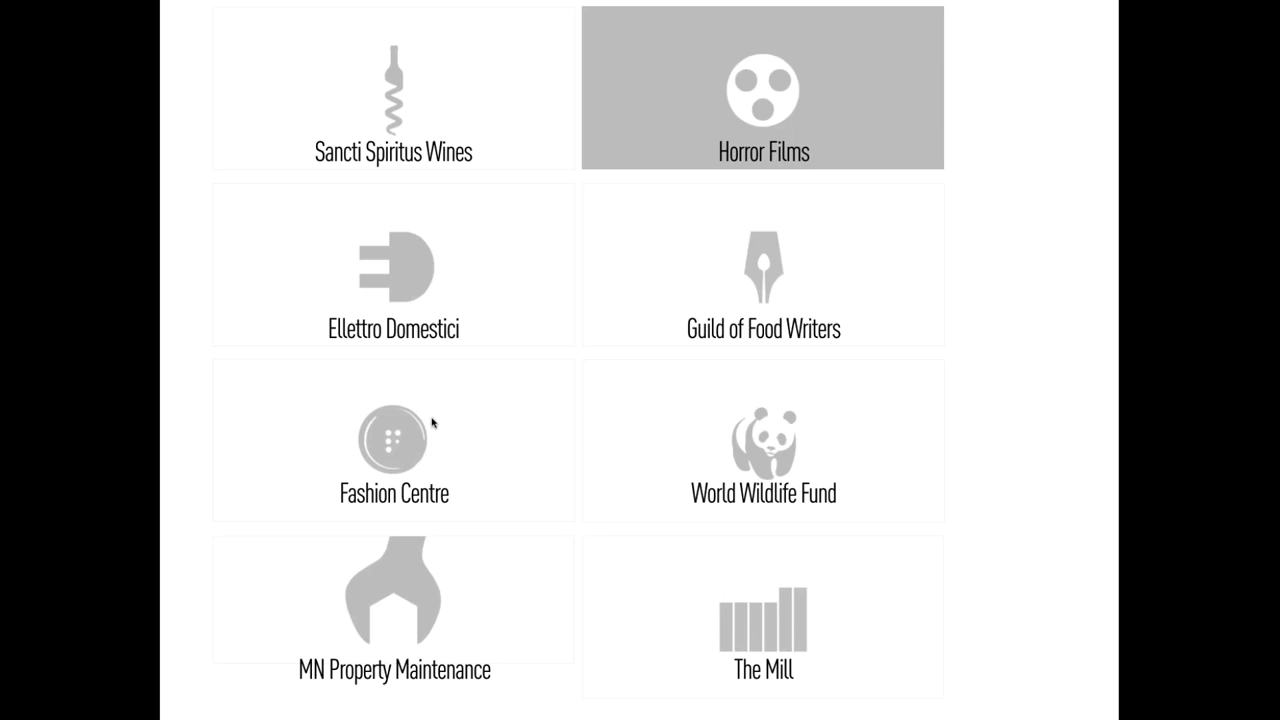 Sancti Spiritus Wines
Horror Films
Ellettro Domestici
Guild of Food Writers
Fashion Centre
World Wildlife Fund
MN Property Maintenance
The Mill